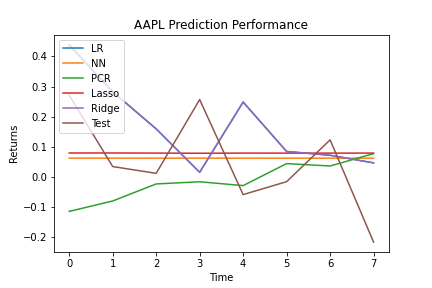 AAPL Prediction Performance
LR
NN
PCR
Lasso
Ridge
Test
0.4
0.3
0.2
0.1
0.0
−0.1
−0.2
Returns
0 1 2 3 4 5 6 7
Time